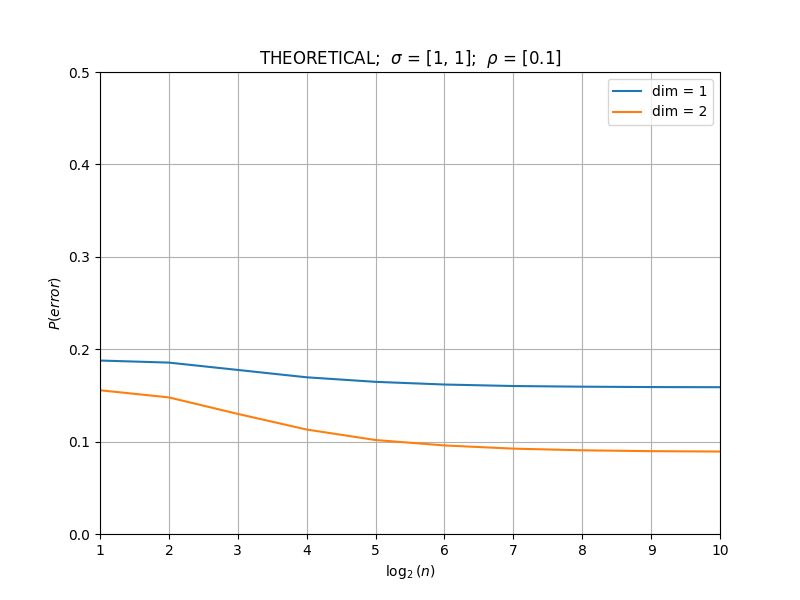 THEORETICAL;  σ = [1, 1];  ρ = [0.1]
dim = 1
dim = 2
0.5
0.4
0.3
0.2
0.1
0.0
P(error)
1 2 3 4 5 6 7 8 9 10
log₂(n)